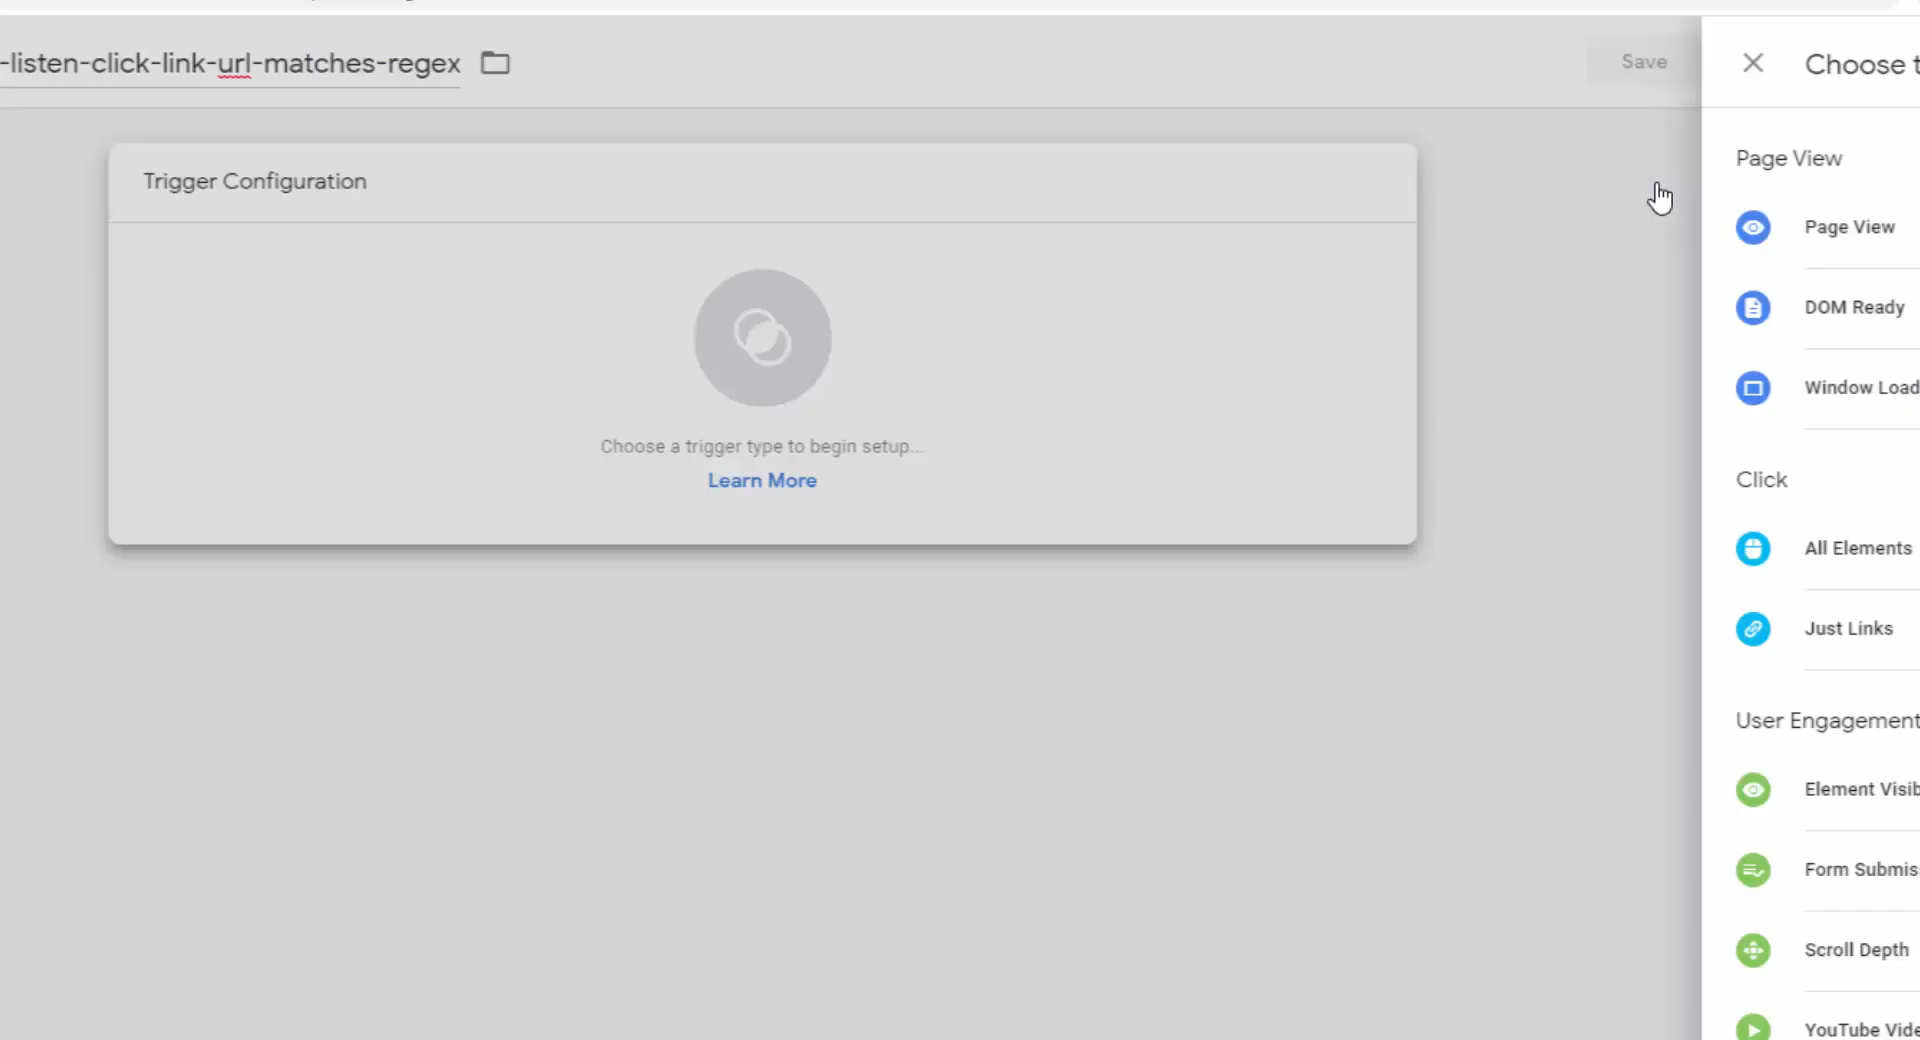 -listen-click-link-url-matches-regex
Save
Choose t
Trigger Configuration
Choose a trigger type to begin setup...
Learn More
Page View
Page View
DOM Ready
Window Load
Click
All Elements
Just Links
User Engagement
Element Visib
Form Submis
Scroll Depth
YouTube Vide